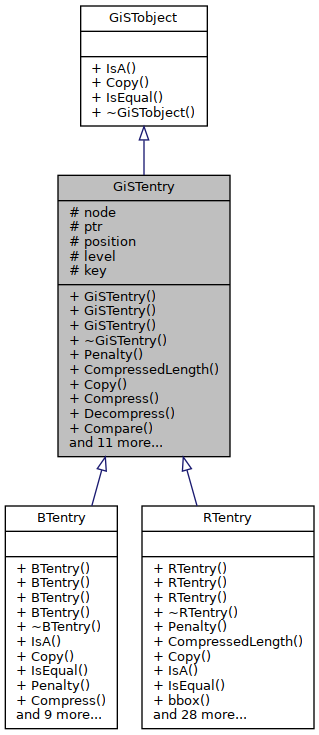 GiSTobject
+ IsA()
+ Copy()
+ IsEqual()
+ ~GiSTobject()
GiSTentry
# node
# ptr
# position
# level
# key
+ GiSTentry()
+ GiSTentry()
+ GiSTentry()
+ ~GiSTentry()
+ Penalty()
+ CompressedLength()
+ Copy()
+ Compress()
+ Decompress()
+ Compare()
and 11 more...
BTentry
+ BTentry()
+ BTentry()
+ BTentry()
+ BTentry()
+ ~BTentry()
+ IsA()
+ Copy()
+ IsEqual()
+ Penalty()
+ Compress()
and 9 more...
RTentry
+ RTentry()
+ RTentry()
+ RTentry()
+ ~RTentry()
+ Penalty()
+ CompressedLength()
+ Copy()
+ IsA()
+ IsEqual()
+ bbox()
and 28 more...